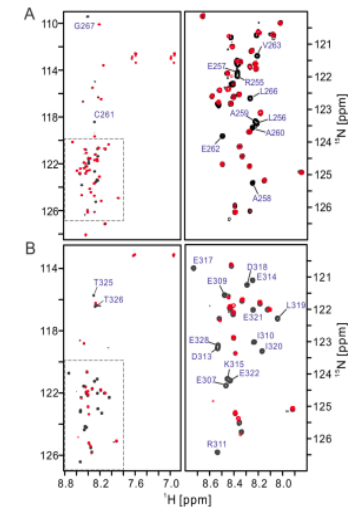 A
110
114
118
122
126
G267
C261
V263
E257
R255
L266
A259
L256
A260
E262
A258
121
122
123
124
125
126
¹⁵N [ppm]
B
114
118
122
126
T325
T326
E317
D318
E309
E314
L319
E321
E328
I310
D313
I320
K315
E322
E307
R311
121
122
123
124
125
126
¹⁵N [ppm]
8.8 8.2 7.6 7.0
8.6 8.4 8.2 8.0
¹H [ppm]